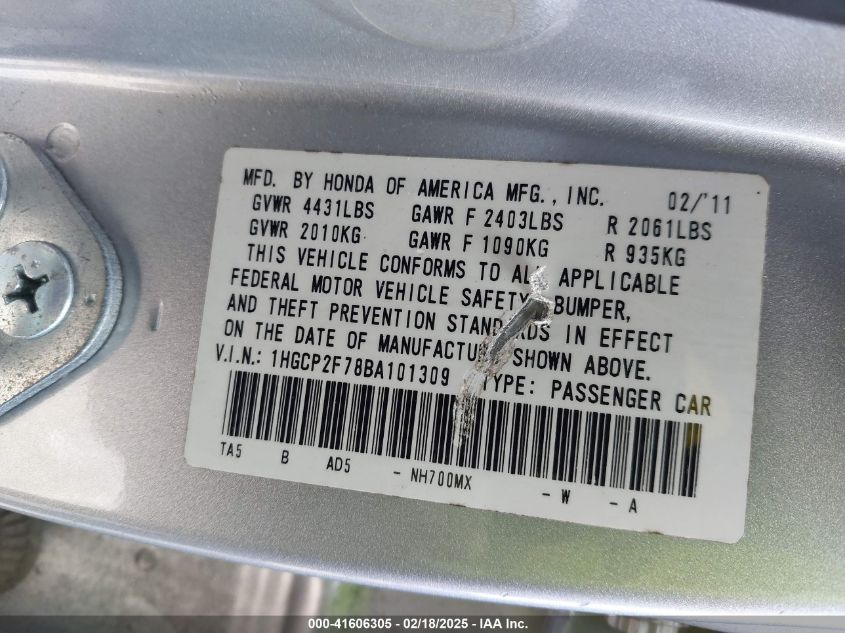 MFD. BY HONDA OF AMERICA MFG., INC. 02/'11
GVWR 4431LBS GAWR F 2403LBS R 2061LBS
GVWR 2010KG GAWR F 1090KG R 935KG
THIS VEHICLE CONFORMS TO ALL APPLICABLE
FEDERAL MOTOR VEHICLE SAFETY, BUMPER,
AND THEFT PREVENTION STANDARDS IN EFFECT
ON THE DATE OF MANUFACTURE SHOWN ABOVE.
V.I.N.: 1HGCP2F78BA101309 TYPE: PASSENGER CAR
TA5 B AD5 - NH700MX - W - A
000-41606305 - 02/18/2025 - IAA Inc.